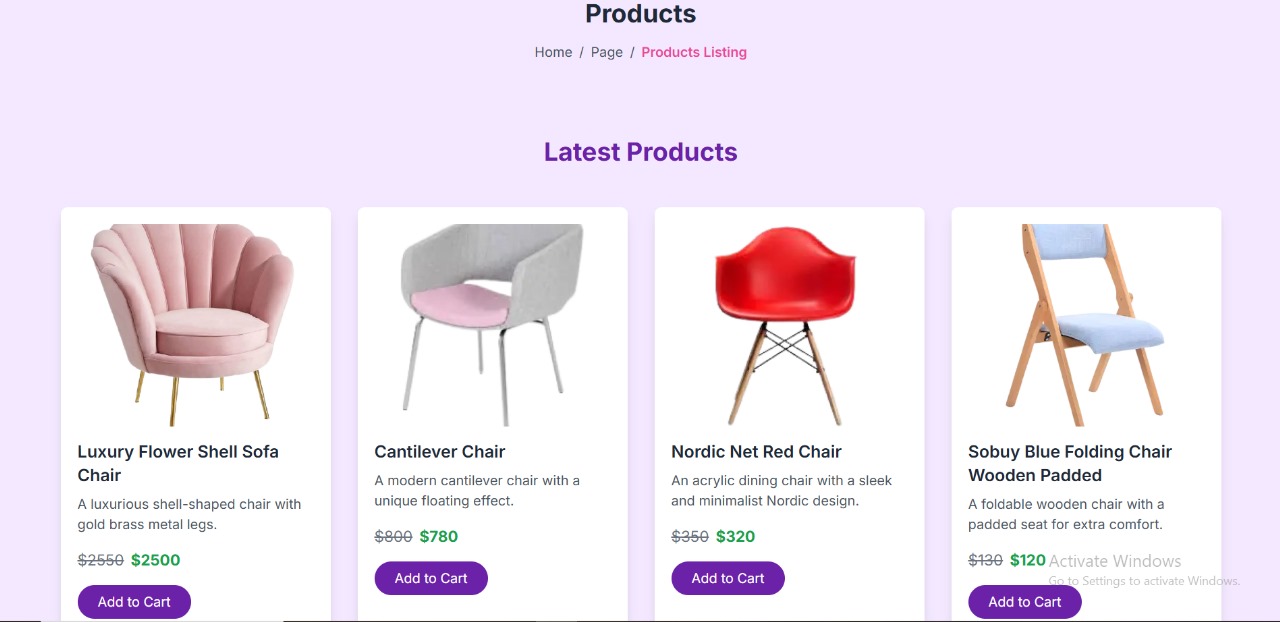 Products
Home / Page / Products Listing
Latest Products
Luxury Flower Shell Sofa
Chair
A luxurious shell-shaped chair with
gold brass metal legs.
$2550 $2500
Add to Cart
Cantilever Chair
A modern cantilever chair with a
unique floating effect.
$800 $780
Add to Cart
Nordic Net Red Chair
An acrylic dining chair with a sleek
and minimalist Nordic design.
$350 $320
Add to Cart
Sobuy Blue Folding Chair
Wooden Padded
A foldable wooden chair with a
padded seat for extra comfort.
$130 $120
Add to Cart
Activate Windows
Go to Settings to activate Windows.